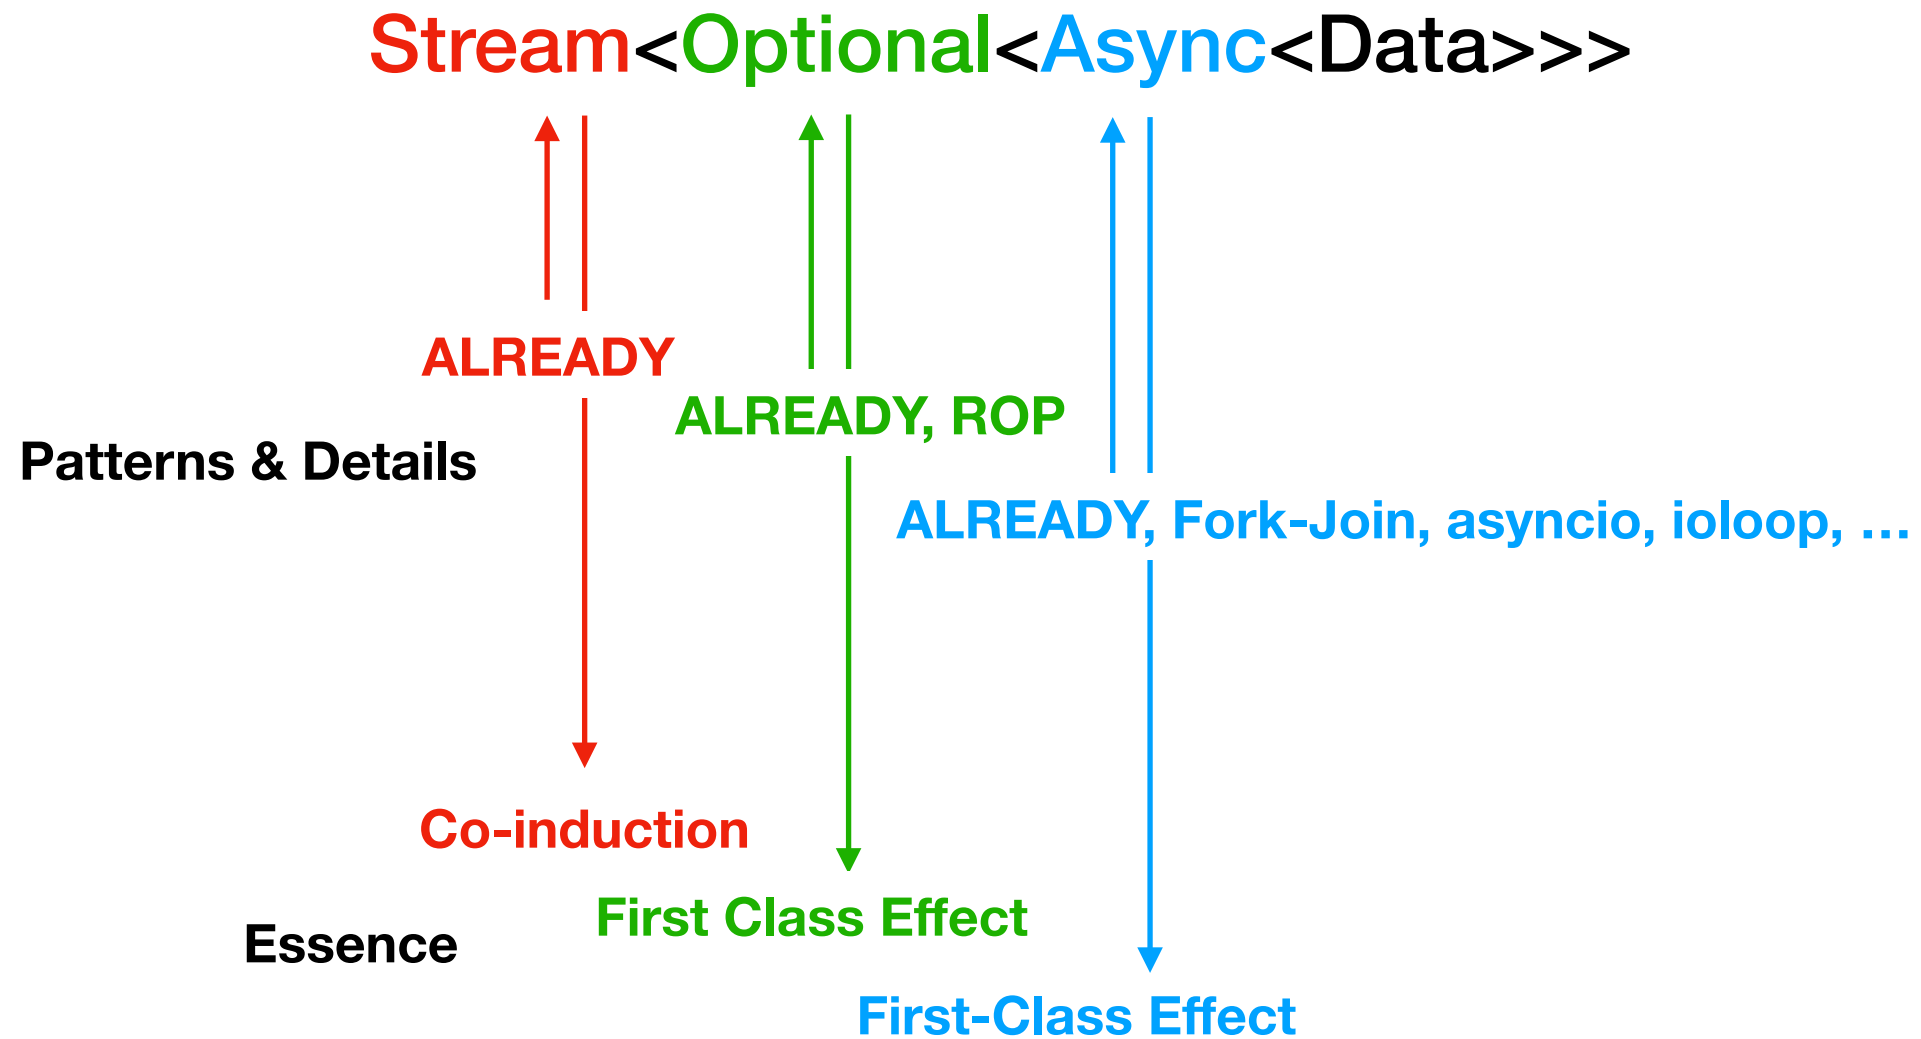 Stream<Optional<Async<Data>>>
ALREADY
ALREADY, ROP
Patterns & Details
ALREADY, Fork-Join, asyncio, ioloop, …
Co-induction
First Class Effect
Essence
First-Class Effect